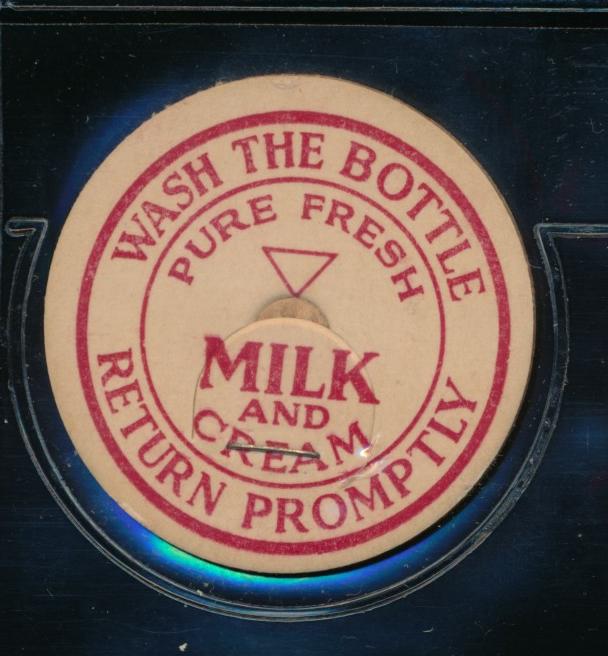 WASH THE BOTTLE
RETURN PROMPTLY
PURE FRESH
MILK
AND
CREAM